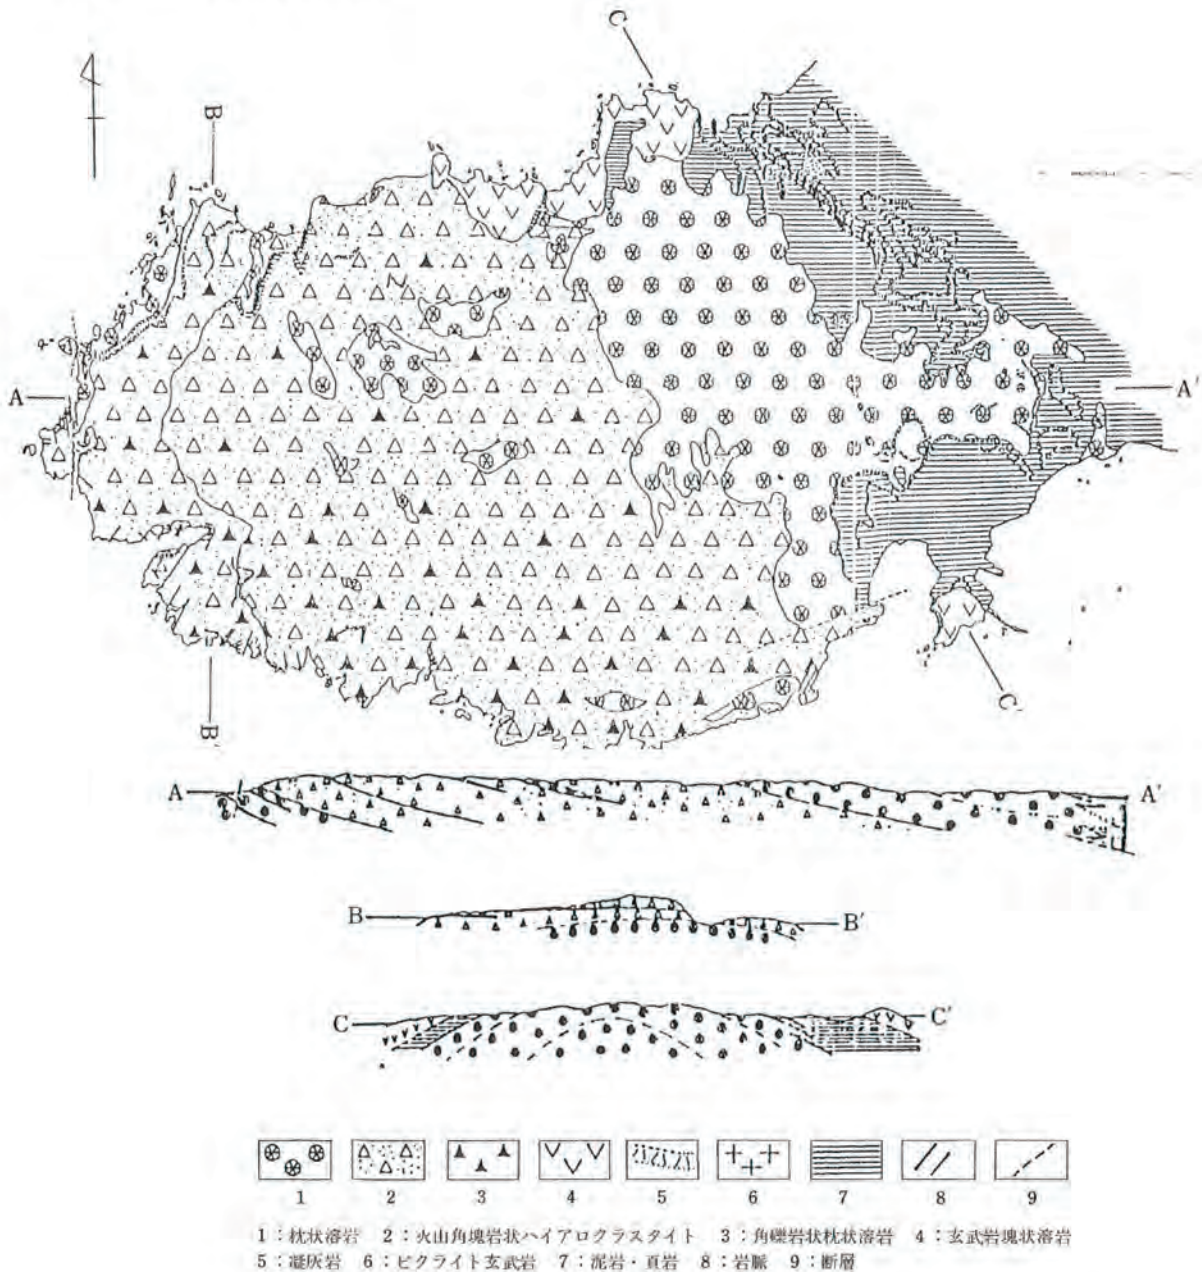 C
B
A
A'
B'
C'
A
A'
B
B'
C
C'
1 2 3 4 5 6 7 8 9
1：枕状溶岩 2：火山角塊岩状ハイアロクラスタイト 3：角礫岩状枕状溶岩 4：玄武岩塊状溶岩
5：凝灰岩 6：ピクライト玄武岩 7：泥岩・頁岩 8：岩脈 9：断層